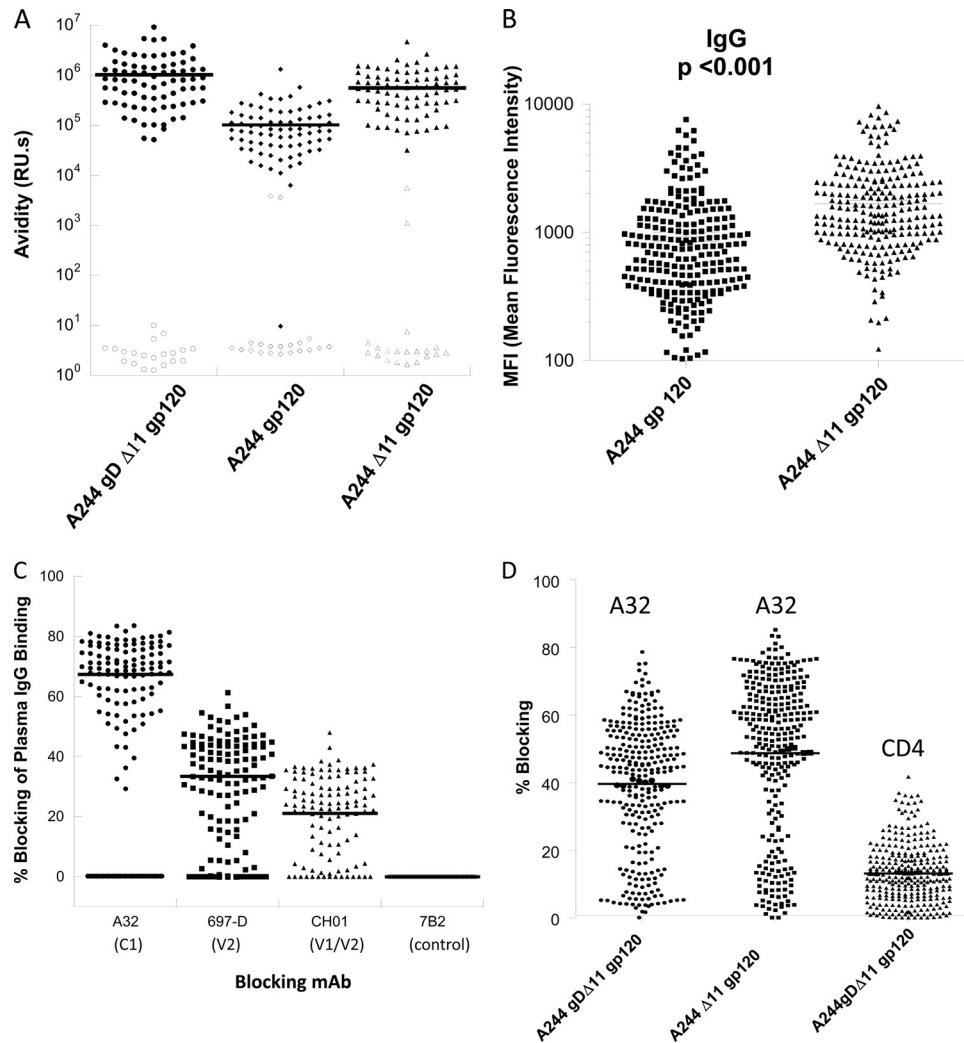 A
Avidity (RU.s)
10⁷
10⁶
10⁵
10⁴
10³
10²
10¹
10⁰
A244 gD Δ11 gp120
A244 gp120
A244 Δ11 gp120
B
IgG
p <0.001
MFI (Mean Fluorescence Intensity)
10000
1000
100
A244 gp 120
A244 Δ11 gp120
C
% Blocking of Plasma IgG Binding
100
80
60
40
20
0
A32 697-D CH01 7B2
(C1) (V2) (V1/V2) (control)
Blocking mAb
D
% Blocking
100
80
60
40
20
0
A32 A32
CD4
A244 gDΔ11 gp120
A244 Δ11 gp120
A244gDΔ11 gp120